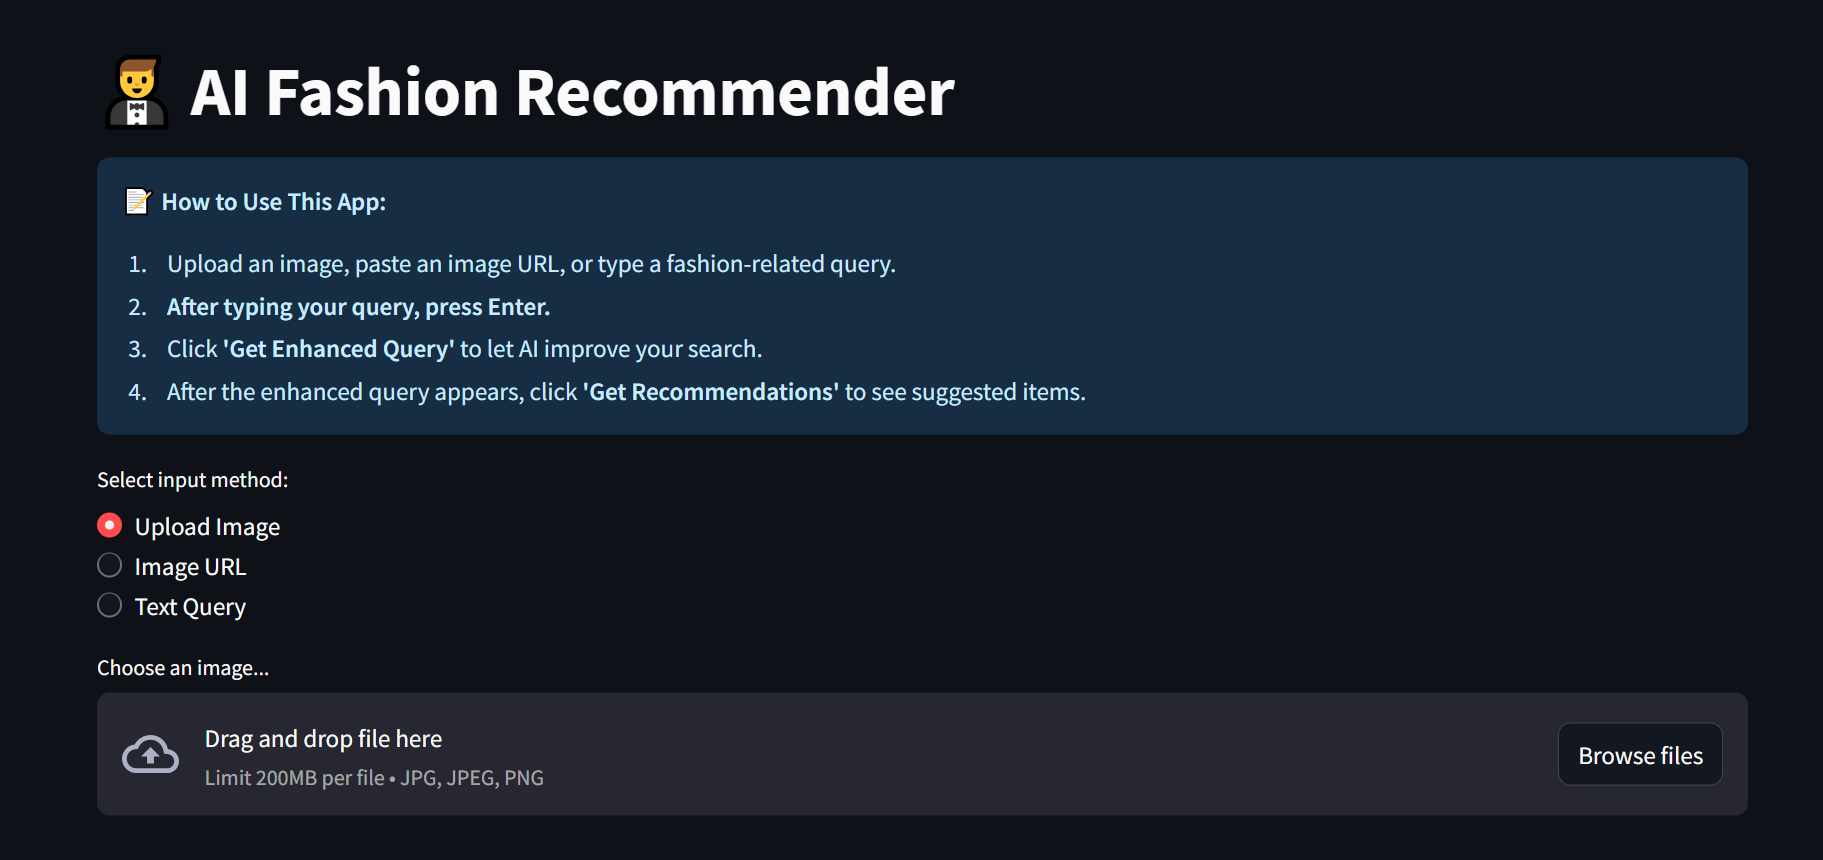 AI Fashion Recommender
How to Use This App:
1. Upload an image, paste an image URL, or type a fashion-related query.
2. After typing your query, press Enter.
3. Click 'Get Enhanced Query' to let AI improve your search.
4. After the enhanced query appears, click 'Get Recommendations' to see suggested items.
Select input method:
Upload Image
Image URL
Text Query
Choose an image...
Drag and drop file here
Limit 200MB per file • JPG, JPEG, PNG
Browse files